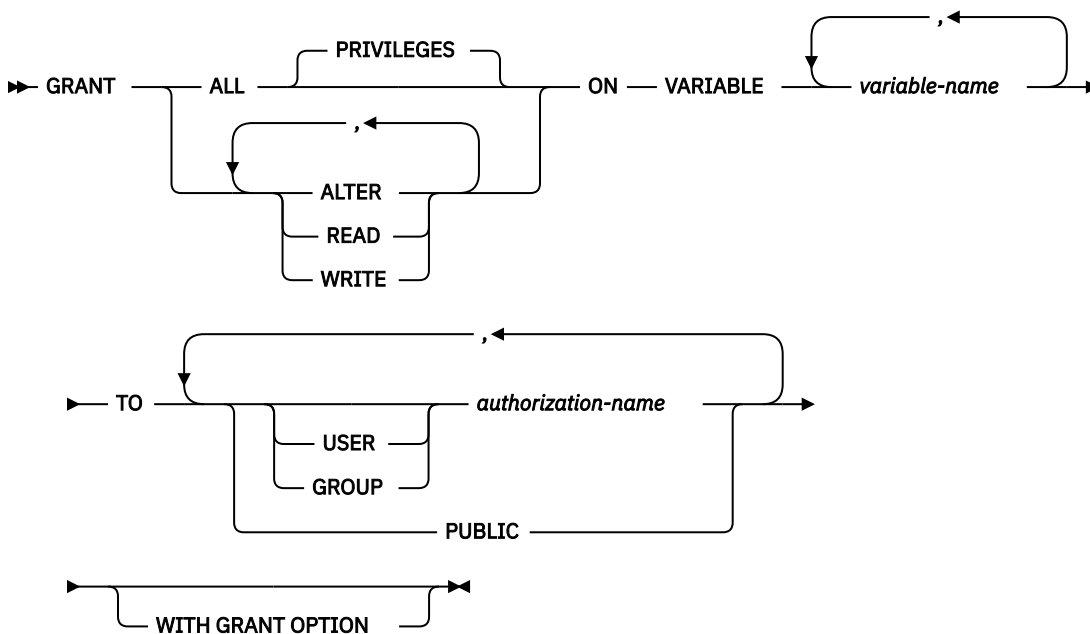 ,
PRIVILEGES
GRANT ALL ON VARIABLE variable-name
,
ALTER
READ
WRITE
,
TO authorization-name
USER
GROUP
PUBLIC
WITH GRANT OPTION